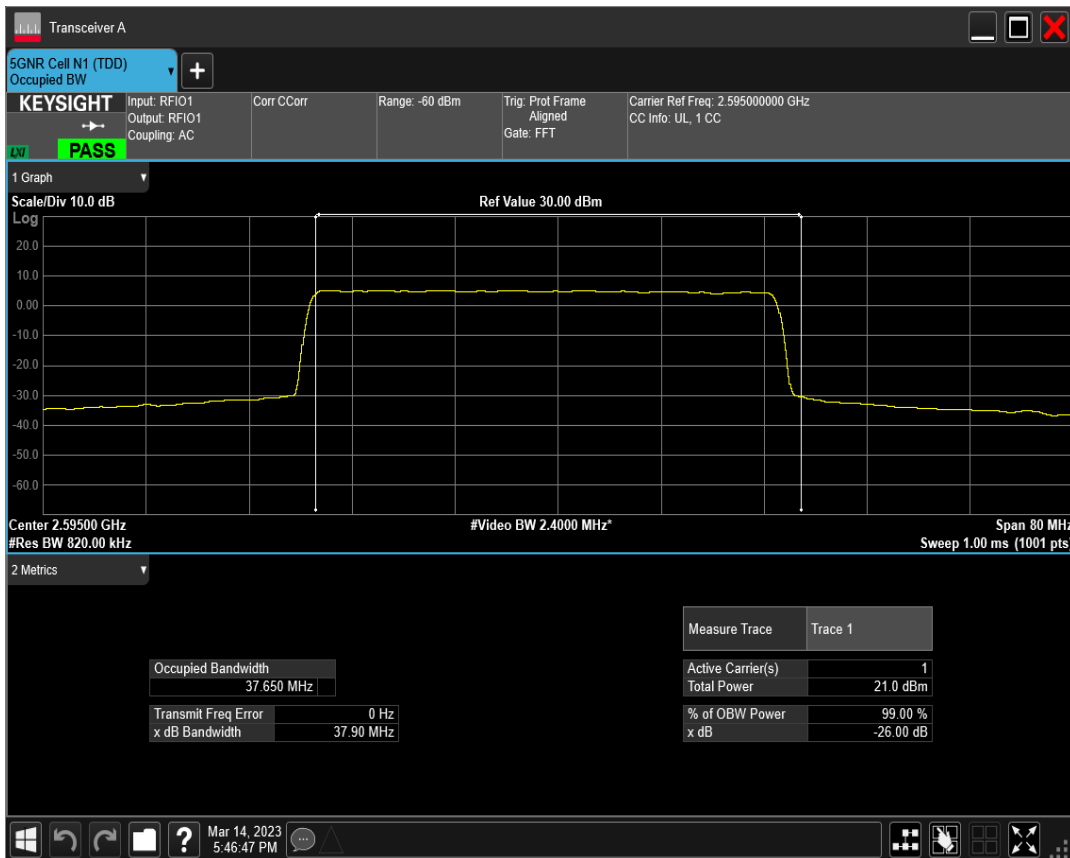 Transceiver A
5GNR Cell N1 (TDD)
Occupied BW
+
KEYSIGHT
LXI
PASS
Input: RFIO1
Output: RFIO1
Coupling: AC
Corr CCorr
Range: -60 dBm
Trig: Prot Frame
Aligned
Gate: FFT
Carrier Ref Freq: 2.595000000 GHz
CC Info: UL, 1 CC
1 Graph
Scale/Div 10.0 dB
Ref Value 30.00 dBm
Log
20.0
10.0
0.00
-10.0
-20.0
-30.0
-40.0
-50.0
-60.0
Center 2.59500 GHz
#Video BW 2.4000 MHz*
Span 80 MHz
#Res BW 820.00 kHz
Sweep 1.00 ms (1001 pts)
2 Metrics
Measure Trace Trace 1
Occupied Bandwidth
37.650 MHz
Active Carrier(s) 1
Total Power 21.0 dBm
Transmit Freq Error 0 Hz
x dB Bandwidth 37.90 MHz
% of OBW Power 99.00 %
x dB -26.00 dB
?
Mar 14, 2023
5:46:47 PM